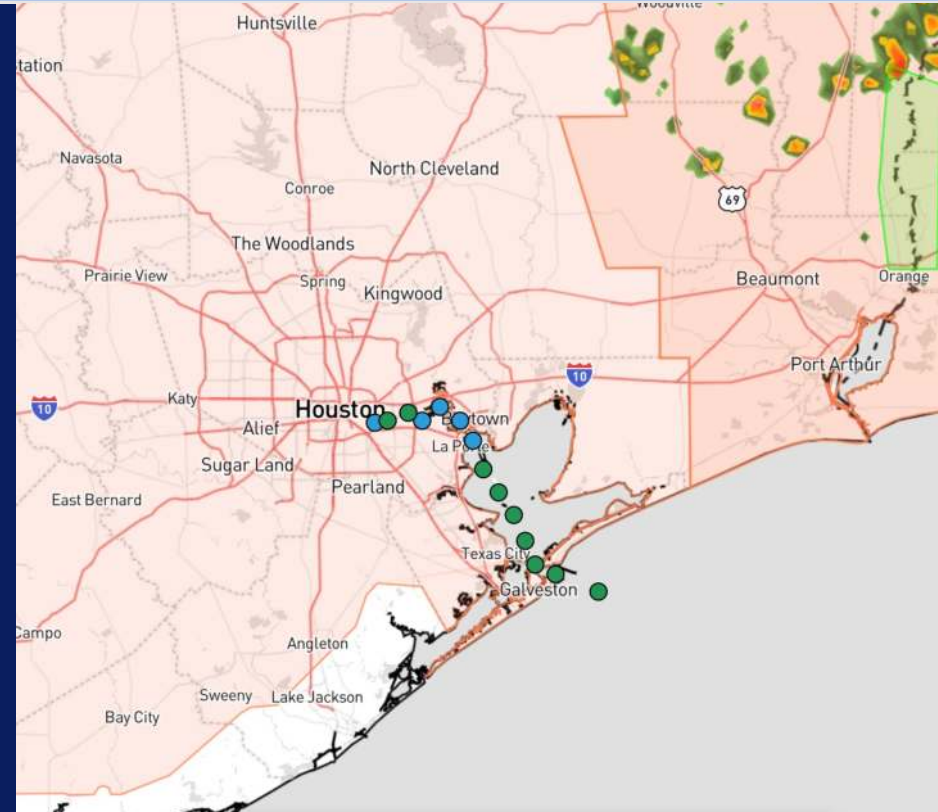 Woodville
Huntsville
tation
Navasota
North Cleveland
Conroe
69
The Woodlands
Prairie View
Spring
Kingwood
Beaumont
Orange
Port Arthur
10
10
Katy
Houston
Alief
La Porte
Sugar Land
Pearland
East Bernard
Texas City
Galveston
Campo
Angleton
Sweeny
Lake Jackson
Bay City